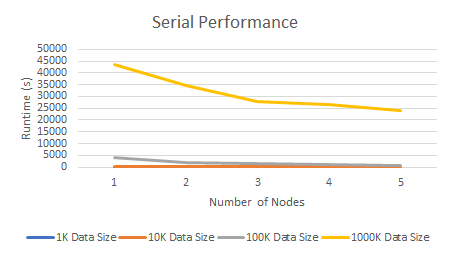 Serial Performance
50000
45000
40000
35000
30000
25000
20000
15000
10000
5000
0
Runtime (s)
1 2 3 4 5
Number of Nodes
1K Data Size 10K Data Size 100K Data Size 1000K Data Size